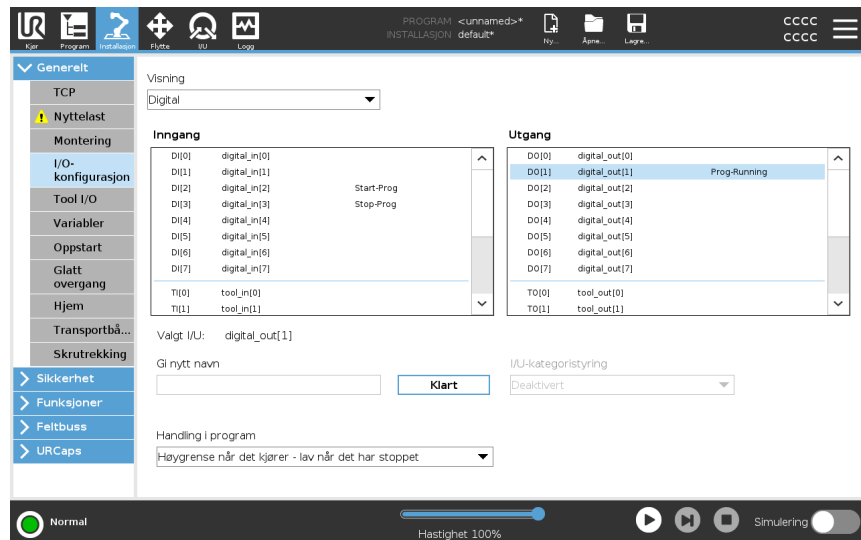 PROGRAM <unnamed>*
INSTALLASJON default*
CCCC
CCCC
Kjør Program Installasjon Flytte I/U Logg Ny... Åpne... Lagre...
Generelt
TCP
Nyttelast
Montering
I/O-
konfigurasjon
Tool I/O
Variabler
Oppstart
Glatt
overgang
Hjem
Transportbå...
Skrutrekking
Sikkerhet
Funksjoner
Feltbuss
URCaps
Visning
Digital
Inngang
DI[0] digital_in[0]
DI[1] digital_in[1]
DI[2] digital_in[2] Start-Prog
DI[3] digital_in[3] Stop-Prog
DI[4] digital_in[4]
DI[5] digital_in[5]
DI[6] digital_in[6]
DI[7] digital_in[7]
TI[0] tool_in[0]
TI[1] tool_in[1]
Utgang
DO[0] digital_out[0]
DO[1] digital_out[1] Prog-Running
DO[2] digital_out[2]
DO[3] digital_out[3]
DO[4] digital_out[4]
DO[5] digital_out[5]
DO[6] digital_out[6]
DO[7] digital_out[7]
TO[0] tool_out[0]
TO[1] tool_out[1]
Valgt I/U: digital_out[1]
Gi nytt navn
Klart
I/U-kategoristyring
Deaktivert
Handling i program
Høygrense når det kjører - lav når det har stoppet
Normal
Hastighet 100%
Simulering